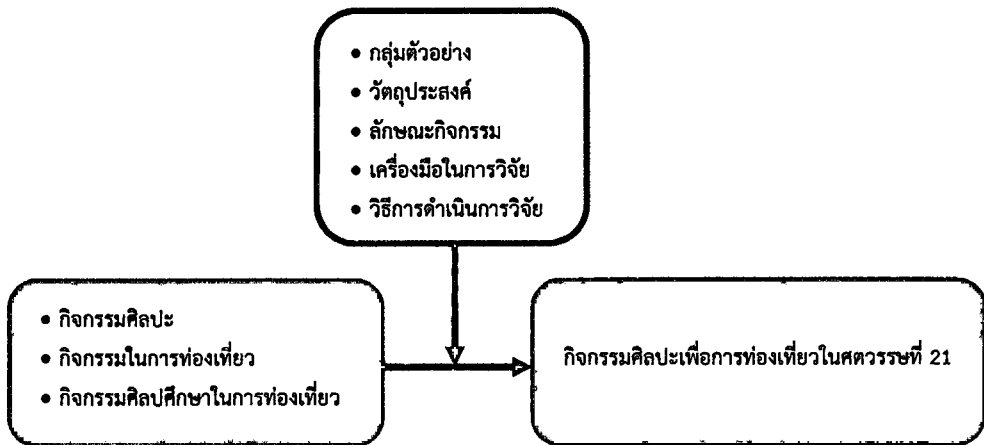 • กลุ่มตัวอย่าง
• วัตถุประสงค์
• ลักษณะกิจกรรม
• เครื่องมือในการวิจัย
• วิธีการดำเนินการวิจัย
• กิจกรรมศิลปะ
• กิจกรรมในการท่องเที่ยว
• กิจกรรมศิลปศึกษาในการท่องเที่ยว
กิจกรรมศิลปะเพื่อการท่องเที่ยวในศตวรรษที่ 21